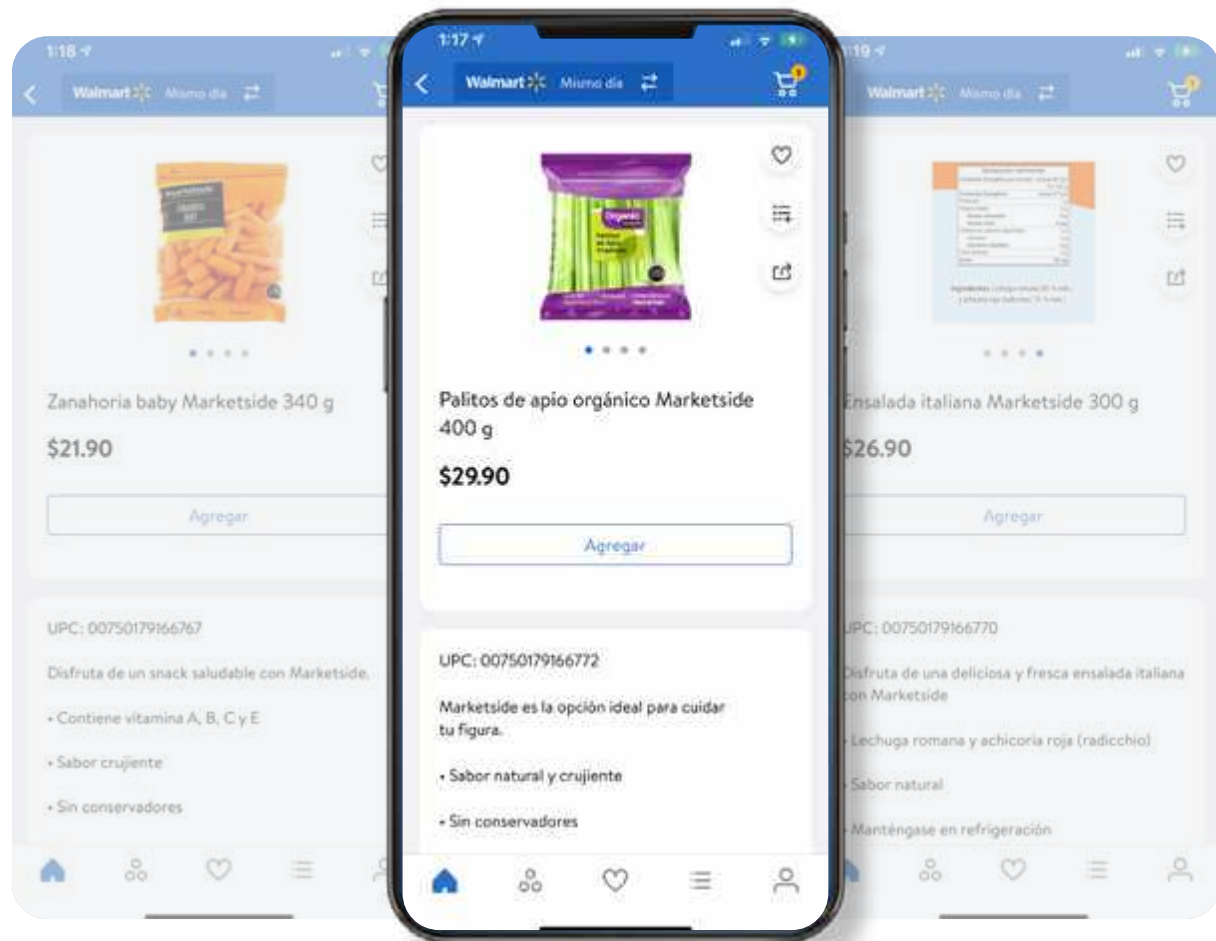 1:18
Walmart Mismo día
marketside
Zanahoria baby Marketside 340 g
$21.90
Agregar
UPC: 00750179166767
Disfruta de un snack saludable con Marketside.
• Contiene vitamina A, B, C y E
• Sabor crujiente
• Sin conservadores
1:17
Walmart Mismo día
Organic
Palitos de apio orgánico Marketside
400 g
$29.90
Agregar
UPC: 00750179166772
Marketside es la opción ideal para cuidar
tu figura.
• Sabor natural y crujiente
• Sin conservadores
:19
Walmart Mismo día
Ensalada italiana Marketside 300 g
$26.90
Agregar
UPC: 00750179166770
Disfruta de una deliciosa y fresca ensalada italiana
con Marketside
• Lechuga romana y achicoria roja (radicchio)
• Sabor natural
• Manténgase en refrigeración